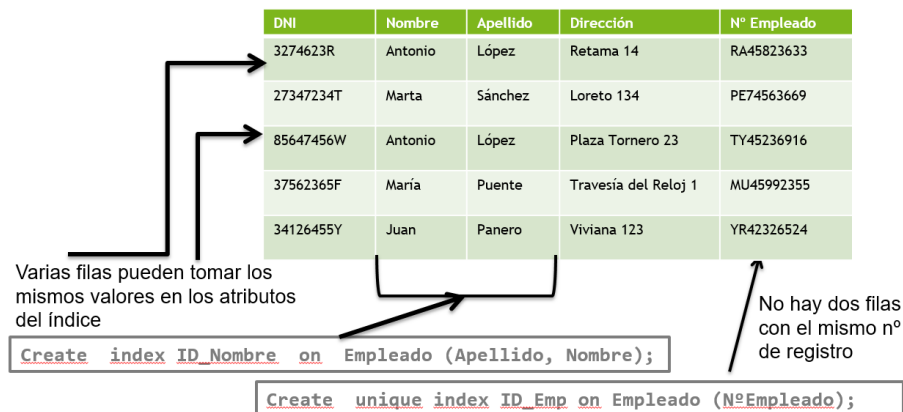 DNI Nombre Apellido Dirección Nº Empleado
3274623R Antonio López Retama 14 RA45823633
27347234T Marta Sánchez Loreto 134 PE74563669
85647456W Antonio López Plaza Tornero 23 TY45236916
37562365F María Puente Travesía del Reloj 1 MU45992355
34126455Y Juan Panero Viviana 123 YR42326524
Varias filas pueden tomar los
mismos valores en los atributos
del índice
No hay dos filas
con el mismo nº
de registro
Create index ID_Nombre on Empleado (Apellido, Nombre);
Create unique index ID_Emp on Empleado (NºEmpleado);